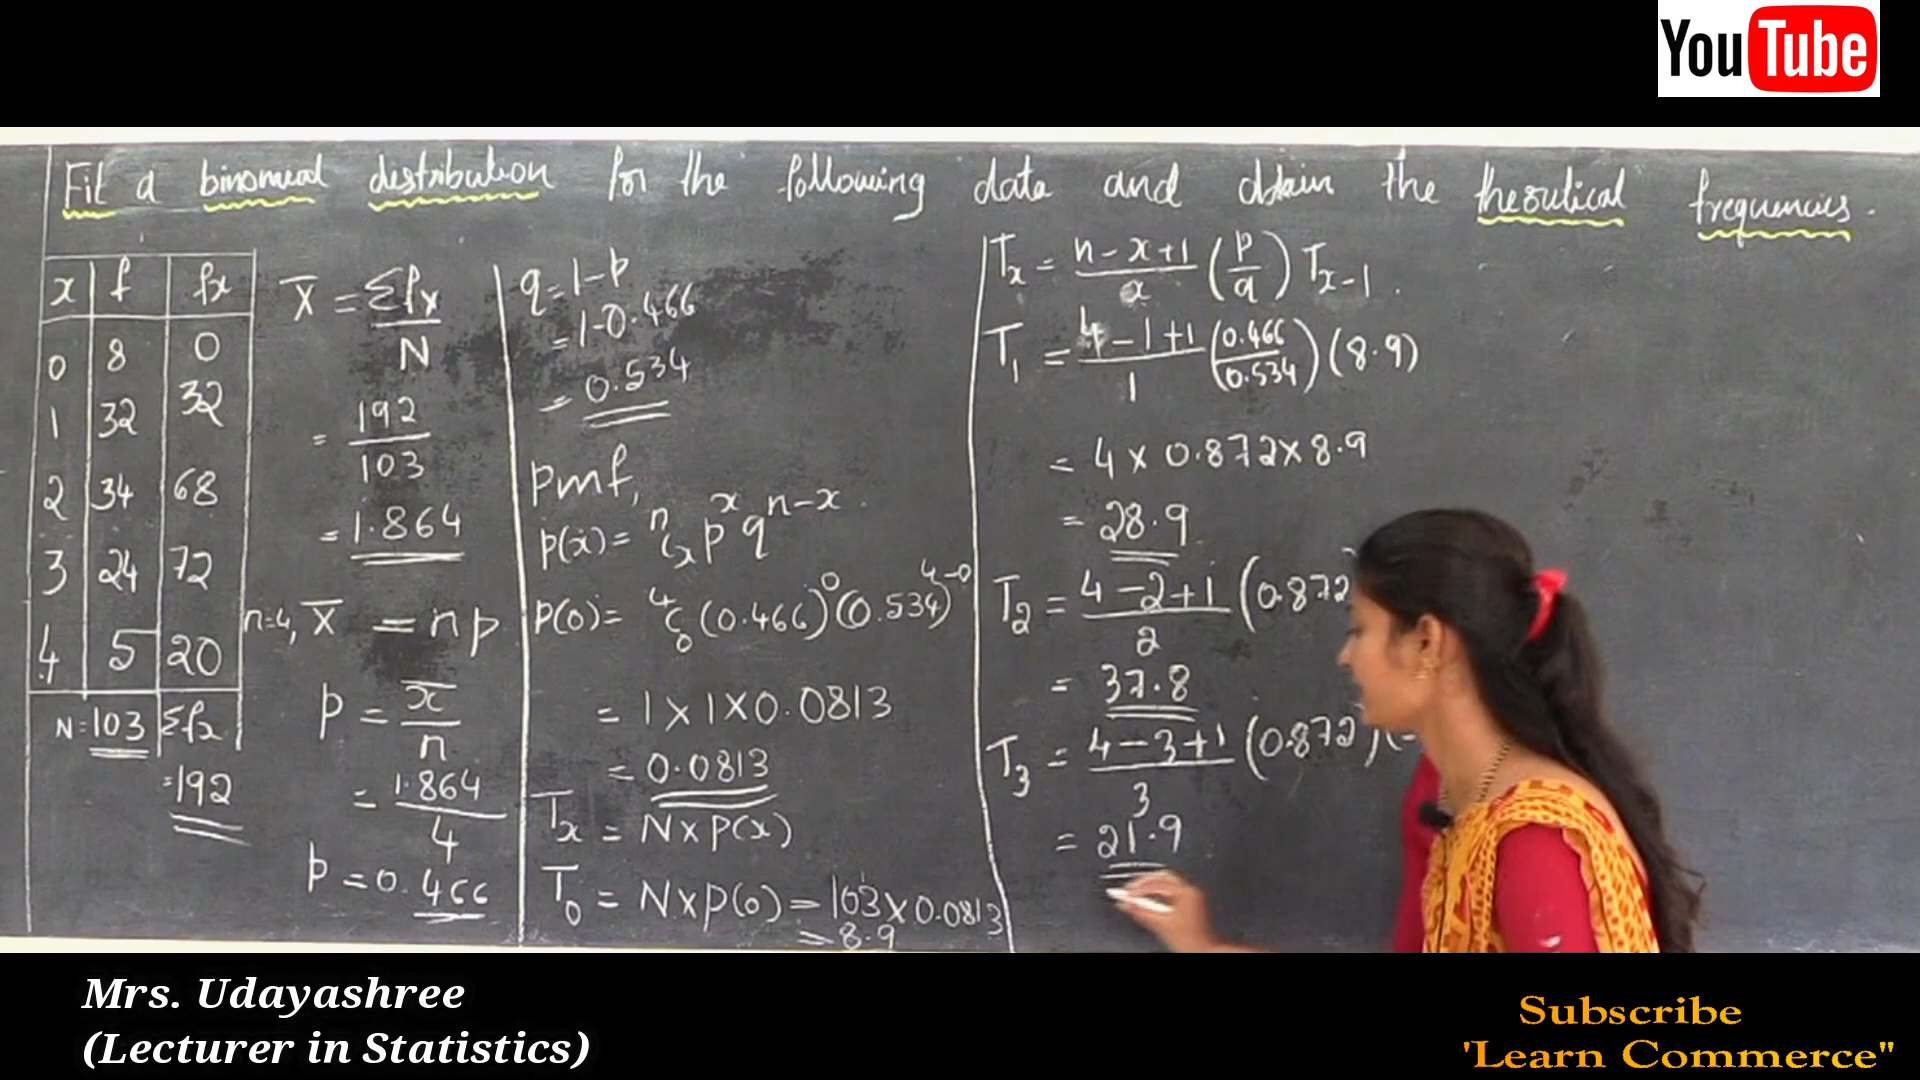 YouTube
Fit a binomial distribution for the following data and obtain the theoretical frequencies.
x f fx
0 8 0
1 32 32
2 34 68
3 24 72
4 5 20
N=103 Σfx
=192
X̅ = Σfx/N
= 192/103
= 1.864
n=4, X̅ = np
p = x̅/n
= 1.864/4
p = 0.466
q = 1-p
= 1-0.466
= 0.534
pmf,
p(x) = ⁿCₓ pˣ qⁿ⁻ˣ
p(0) = ⁴C₀ (0.466)⁰ (0.534)⁴⁻⁰
= 1 x 1 x 0.0813
= 0.0813
Tₓ = N x P(x)
T₀ = N x p(0) = 103 x 0.0813
= 8.9
Tₓ = n-x+1/x (p/q) Tₓ₋₁.
T₁ = 4-1+1/1 (0.466/0.534) (8.9)
= 4 x 0.872 x 8.9
= 28.9
T₂ = 4-2+1/2 (0.872
= 37.8
T₃ = 4-3+1/3 (0.872) (
= 21.9
Mrs. Udayashree
(Lecturer in Statistics)
Subscribe
'Learn Commerce"